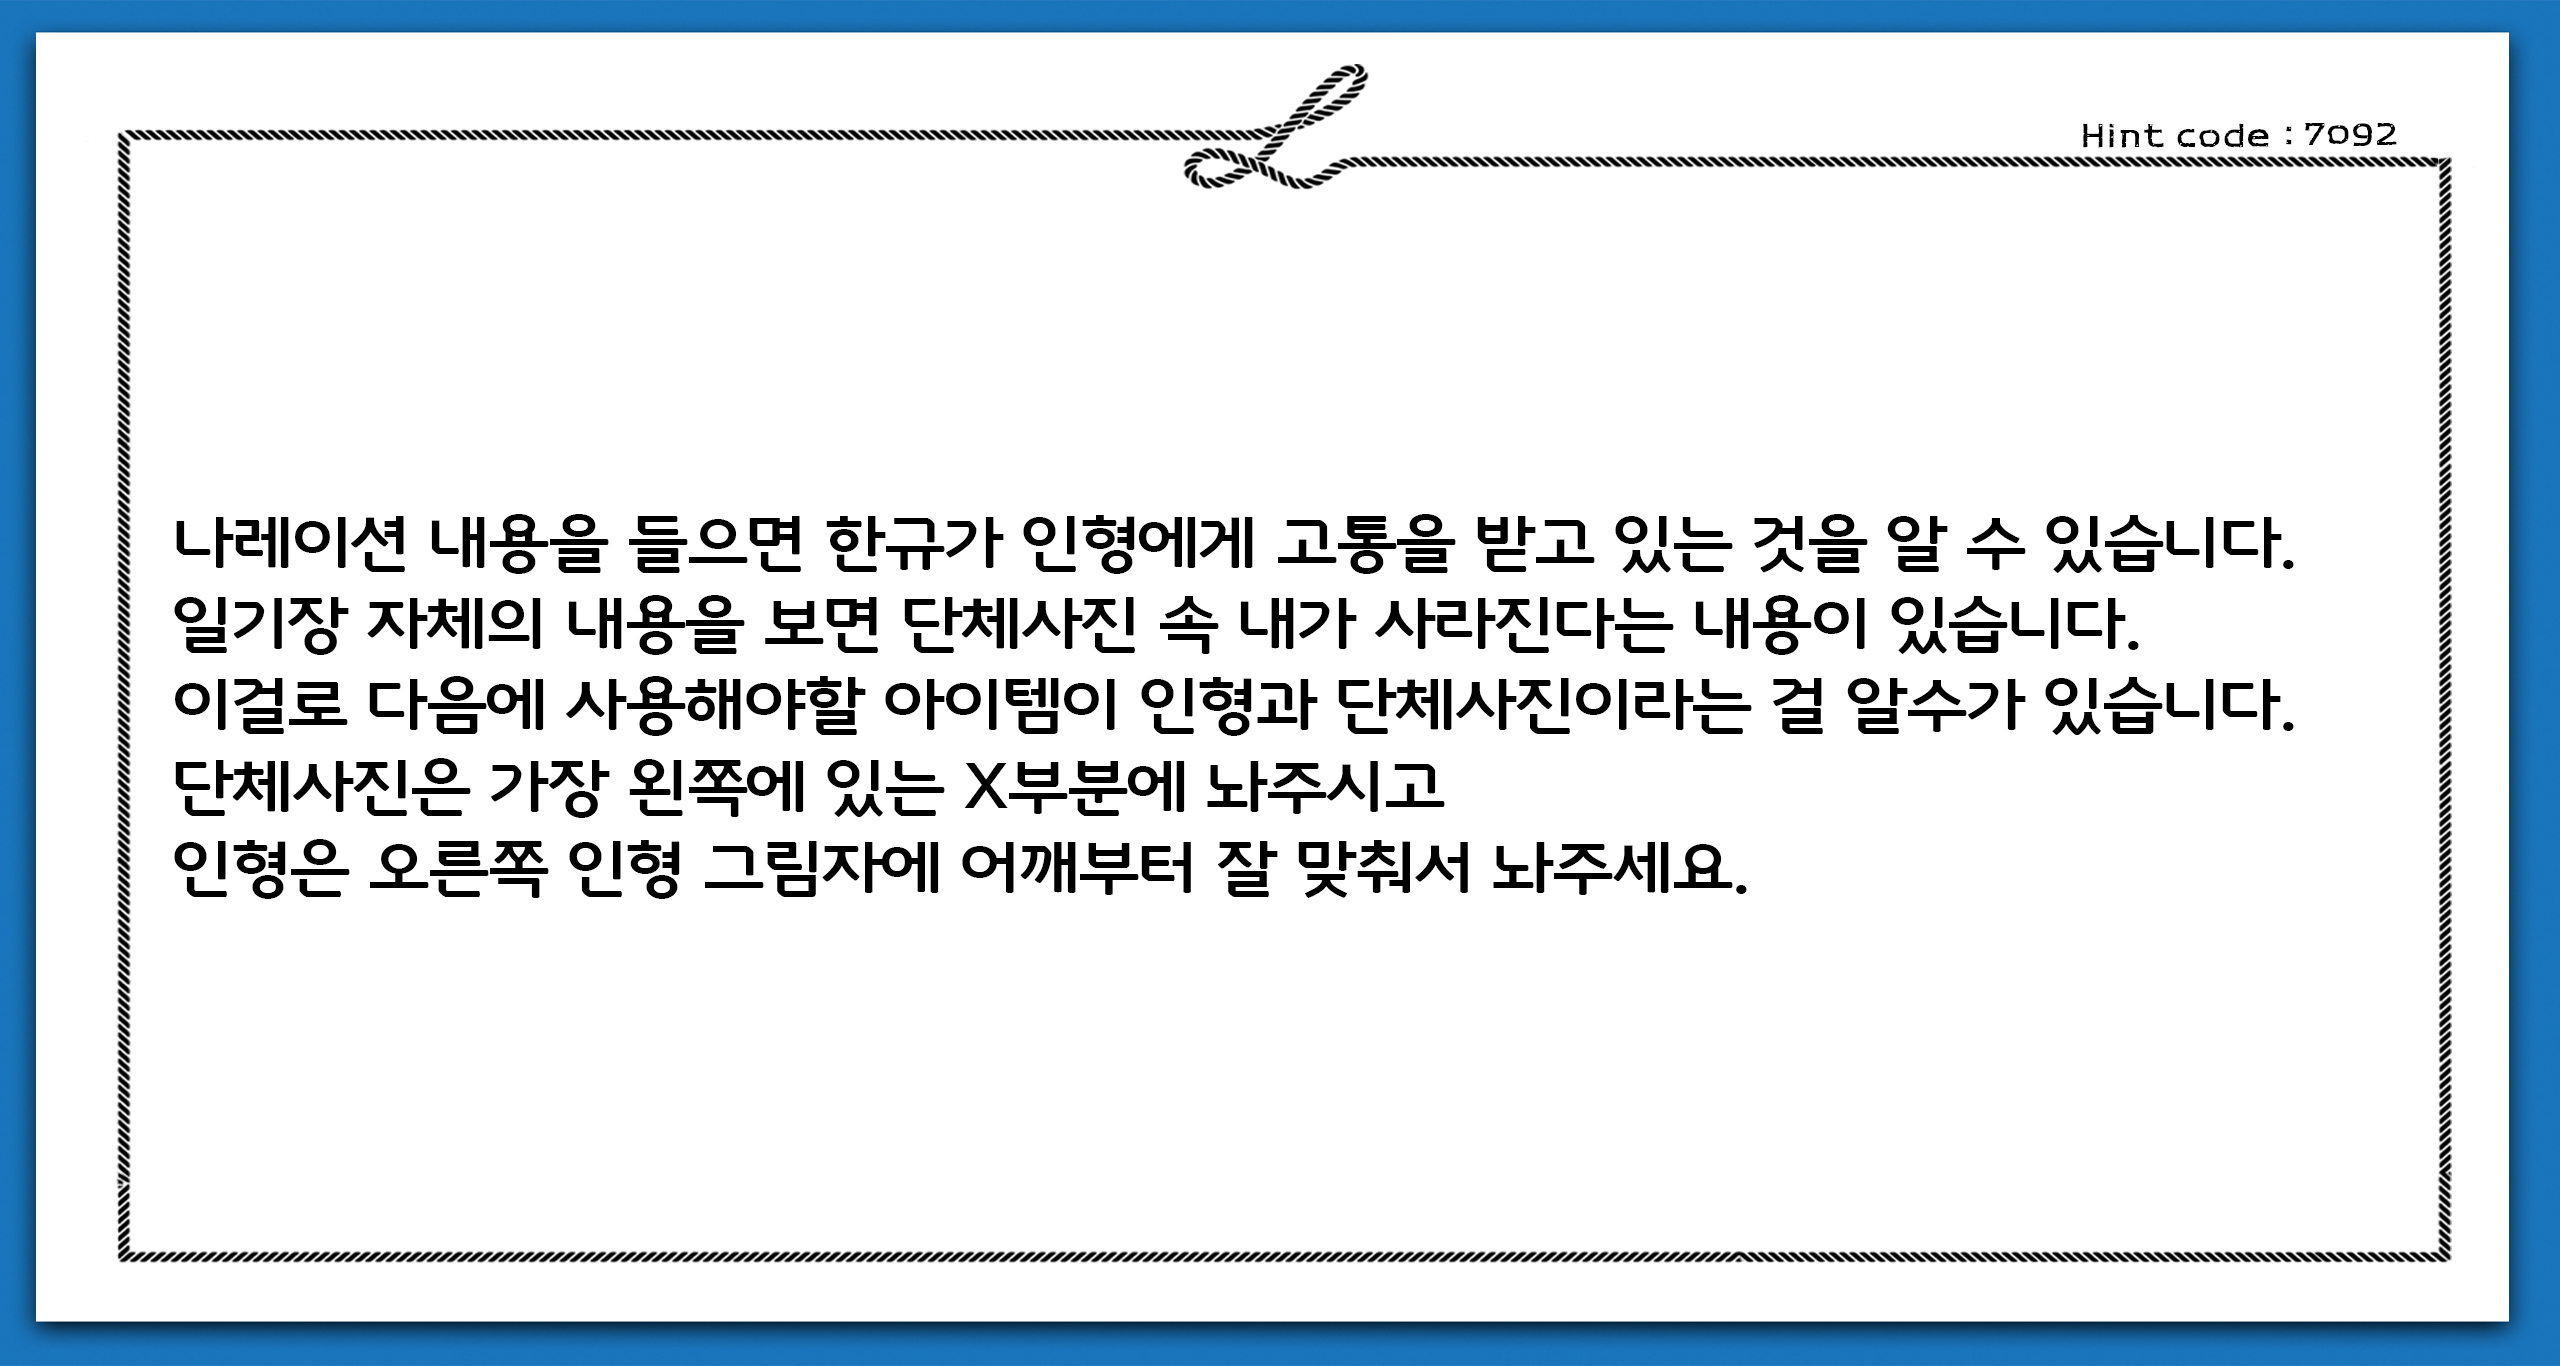 Hint code : 7092
나레이션 내용을 들으면 한규가 인형에게 고통을 받고 있는 것을 알 수 있습니다.
일기장 자체의 내용을 보면 단체사진 속 내가 사라진다는 내용이 있습니다.
이걸로 다음에 사용해야할 아이템이 인형과 단체사진이라는 걸 알수가 있습니다.
단체사진은 가장 왼쪽에 있는 X부분에 놔주시고
인형은 오른쪽 인형 그림자에 어깨부터 잘 맞춰서 놔주세요.